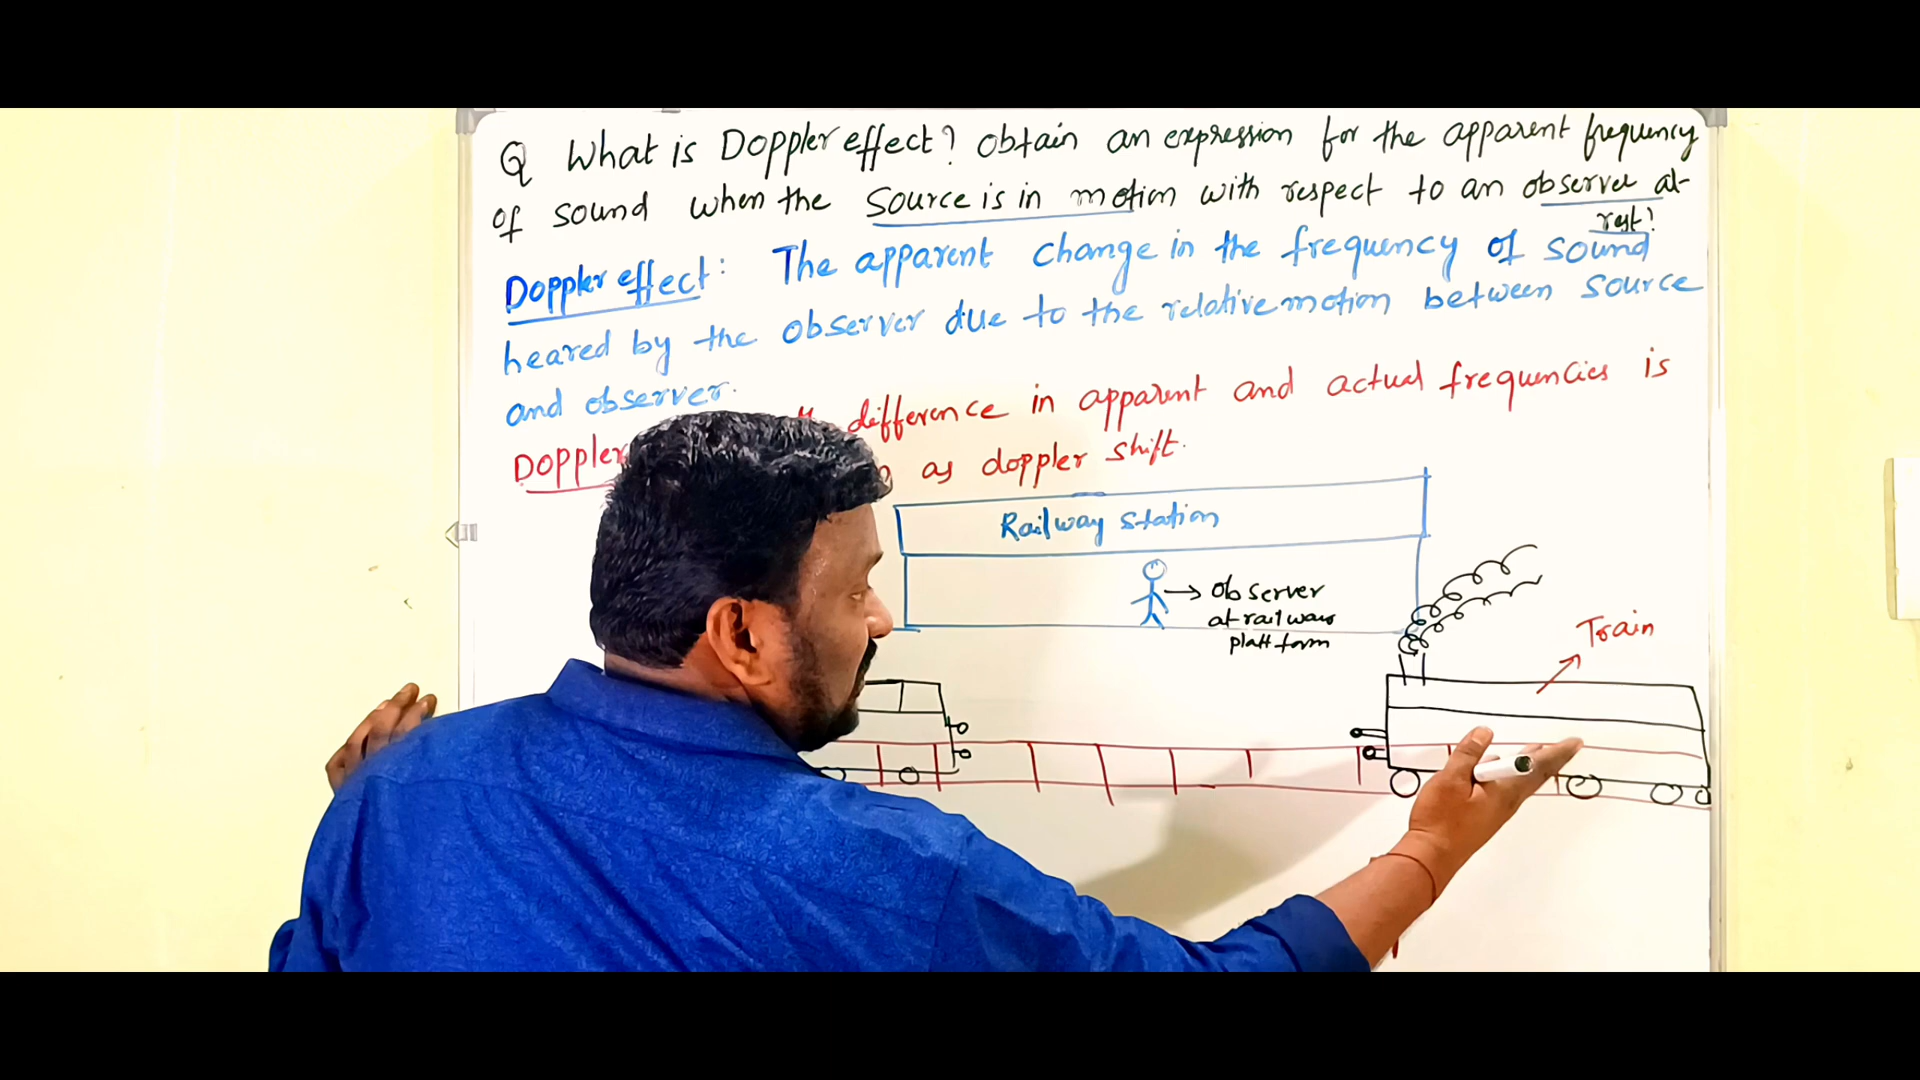 Q What is Doppler effect? Obtain an expression for the apparent frequency
of sound when the Source is in motion with respect to an observer at
rest?
Doppler effect: The apparent change in the frequency of sound
heared by the observer due to the relative motion between source
and observer.
Doppler difference in apparent and actual frequencies is
as doppler shift.
Railway station
→ observer
at railway
platform
Train